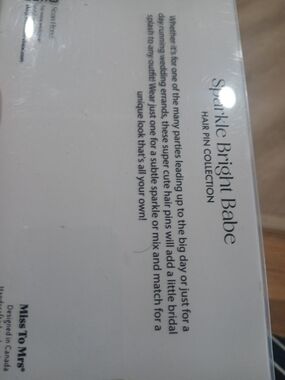 Sparkle Bright Babe
HAIR PIN COLLECTION
Whether it's for one of the many parties leading up to the big day or just for a
day running wedding errands, these super cute hair pins will add a little bridal
splash to any outfit! Wear just one for a subtle sparkle or mix and match for a
unique look that's all your own!
Miss To Mrs®
Designed in Canada